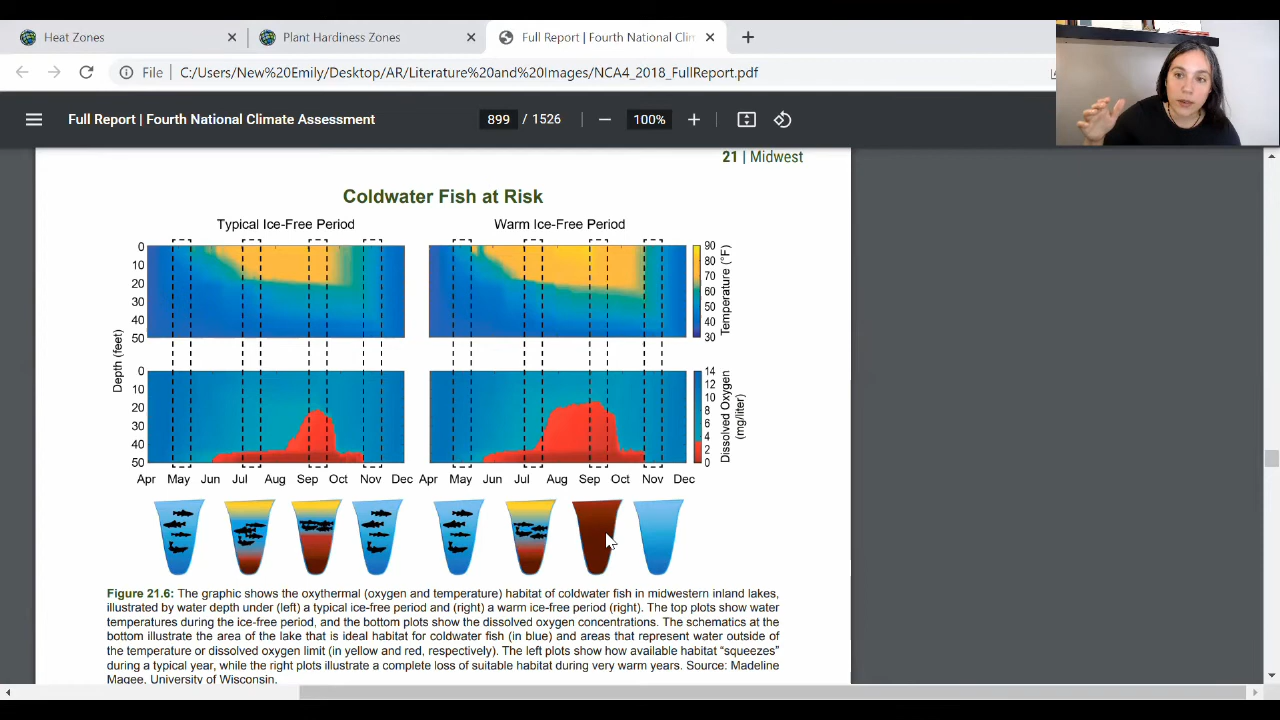 Heat Zones
Plant Hardiness Zones
Full Report | Fourth National Clim
File
C:/Users/New%20Emily/Desktop/AR/Literature%20and%20Images/NCA4_2018_FullReport.pdf
Full Report | Fourth National Climate Assessment
899 / 1526
100%
21 | Midwest
Coldwater Fish at Risk
Typical Ice-Free Period
Warm Ice-Free Period
0
10
20
30
40
50
90
80
70
60
50
40
30
Temperature (°F)
Depth (feet)
0
10
20
30
40
50
14
12
10
8
6
4
2
0
Dissolved Oxygen
(mg/liter)
Apr May Jun Jul Aug Sep Oct Nov Dec Apr May Jun Jul Aug Sep Oct Nov Dec
Figure 21.6: The graphic shows the oxythermal (oxygen and temperature) habitat of coldwater fish in midwestern inland lakes,
illustrated by water depth under (left) a typical ice-free period and (right) a warm ice-free period (right). The top plots show water
temperatures during the ice-free period, and the bottom plots show the dissolved oxygen concentrations. The schematics at the
bottom illustrate the area of the lake that is ideal habitat for coldwater fish (in blue) and areas that represent water outside of
the temperature or dissolved oxygen limit (in yellow and red, respectively). The left plots show how available habitat “squeezes”
during a typical year, while the right plots illustrate a complete loss of suitable habitat during very warm years. Source: Madeline
Magee, University of Wisconsin.